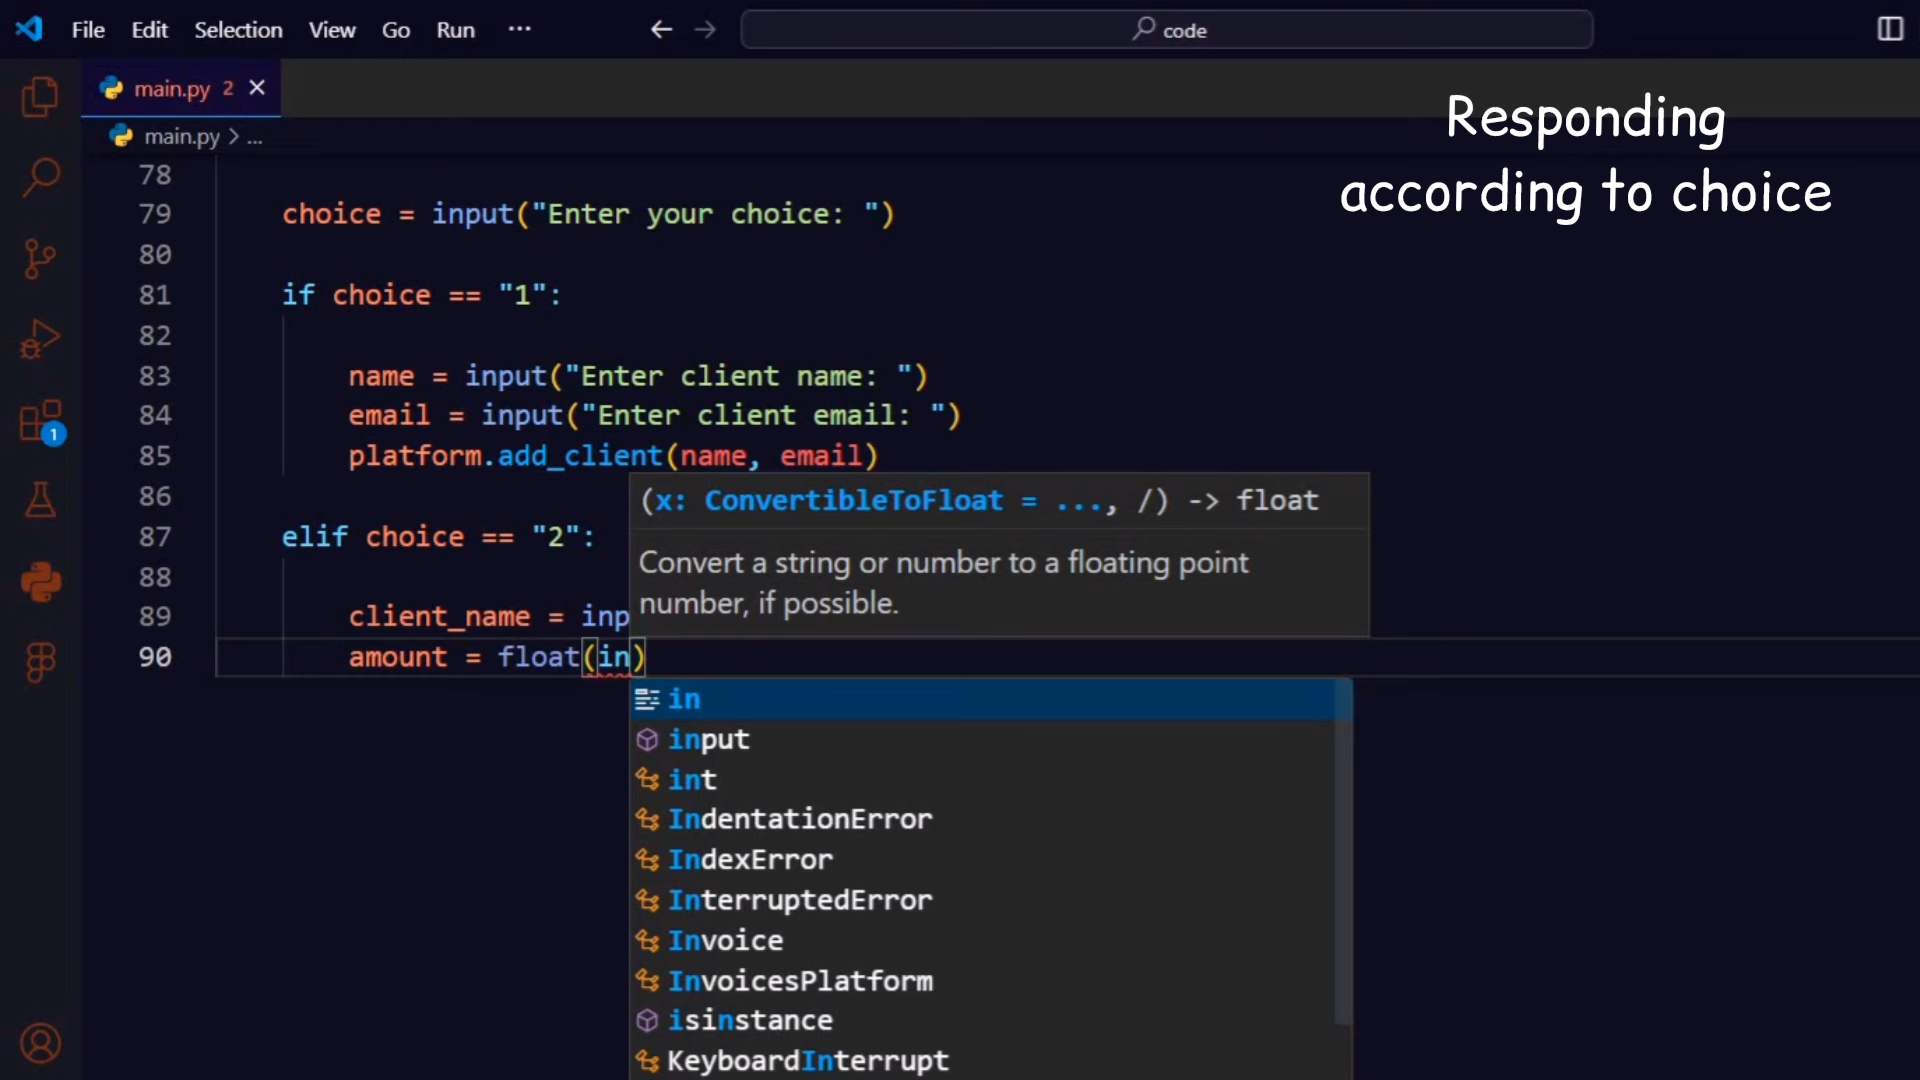 File Edit Selection View Go Run ··· code
main.py 2
main.py > ...
Responding
according to choice
78
79 choice = input("Enter your choice: ")
80
81 if choice == "1":
82
83 name = input("Enter client name: ")
84 email = input("Enter client email: ")
85 platform.add_client(name, email)
86
87 elif choice == "2":
88
89 client_name = inp
90 amount = float(in)
(x: ConvertibleToFloat = ..., /) -> float
Convert a string or number to a floating point
number, if possible.
in
input
int
IndentationError
IndexError
InterruptedError
Invoice
InvoicesPlatform
isinstance
KeyboardInterrupt
1